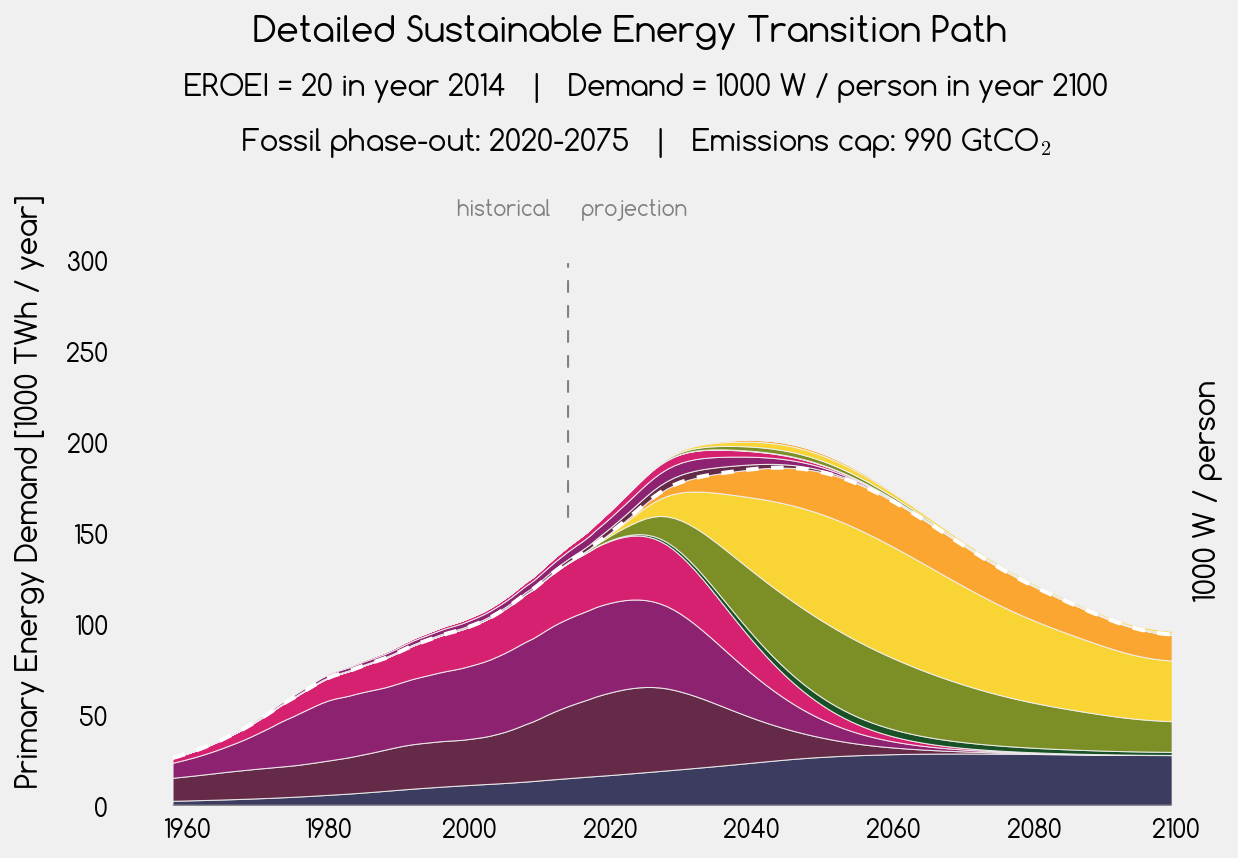 Detailed Sustainable Energy Transition Path
EROEI = 20 in year 2014 | Demand = 1000 W / person in year 2100
Fossil phase-out: 2020-2075 | Emissions cap: 990 GtCO₂
historical projection
Primary Energy Demand [1000 TWh / year]
300
250
200
150
100
50
0
1960 1980 2000 2020 2040 2060 2080 2100
1000 W / person